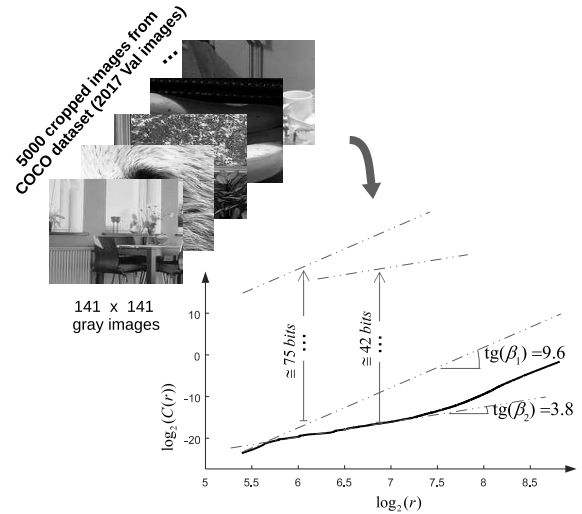 5000 cropped images from
COCO dataset (2017 Val images)
...
141 x 141
gray images
≅ 75 bits ...
≅ 42 bits ...
tg(β₁)=9.6
tg(β₂)=3.8
log₂(C(r))
10
0
-10
-20
5 5.5 6 6.5 7 7.5 8 8.5
log₂(r)